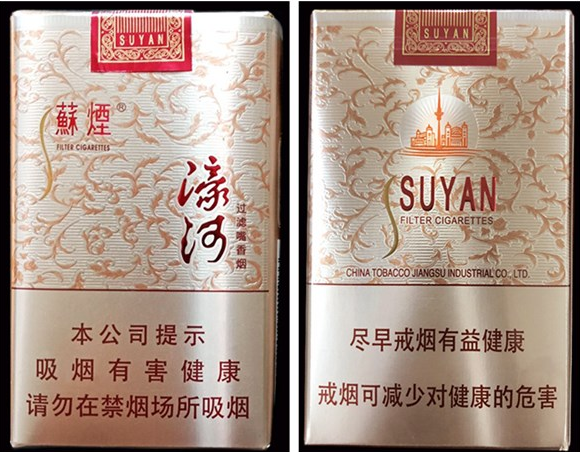 SUYAN
蘇煙®
FILTER CIGARETTES
濠河
过滤嘴香烟
本公司提示
吸烟有害健康
请勿在禁烟场所吸烟
SUYAN
SUYAN
FILTER CIGARETTES
CHINA TOBACCO JIANGSU INDUSTRIAL CO., LTD.
尽早戒烟有益健康
戒烟可减少对健康的危害